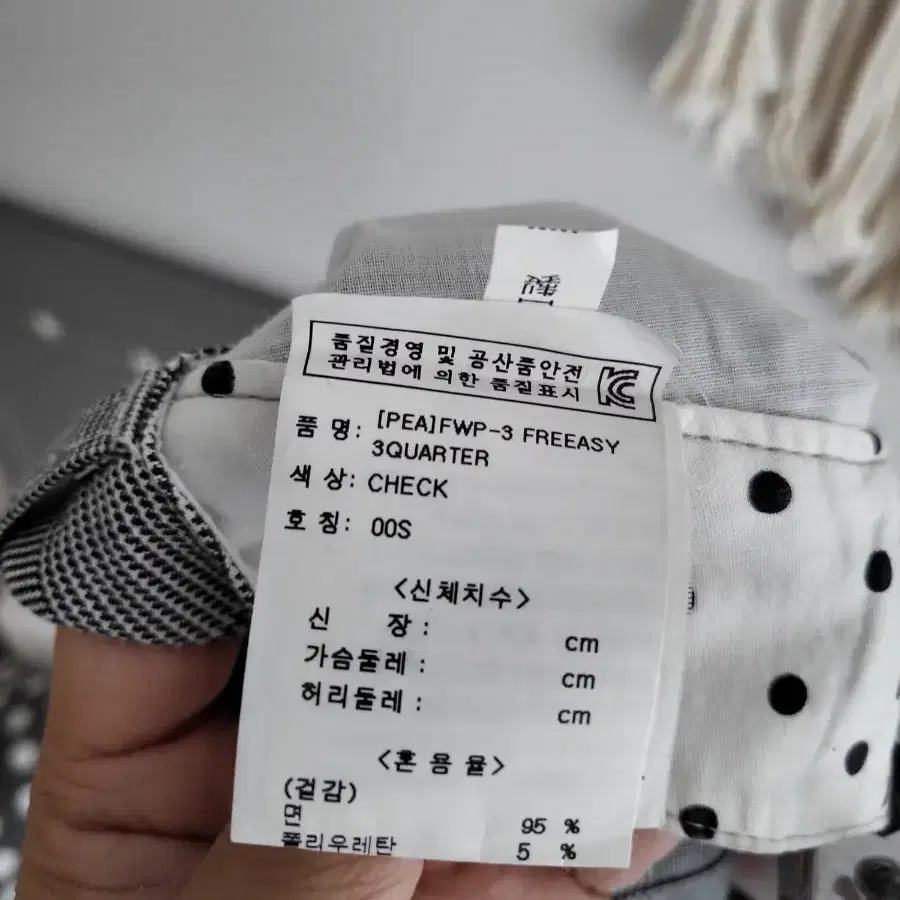 품질경영 및 공산품안전
관리법에 의한 품질표시
품 명: [PEA]FWP-3 FREEASY
3QUARTER
색 상: CHECK
호 칭: 00S
<신체치수>
신 장: cm
가슴둘레: cm
허리둘레: cm
<혼 용 율>
(겉감)
면 95 %
폴리우레탄 5 %